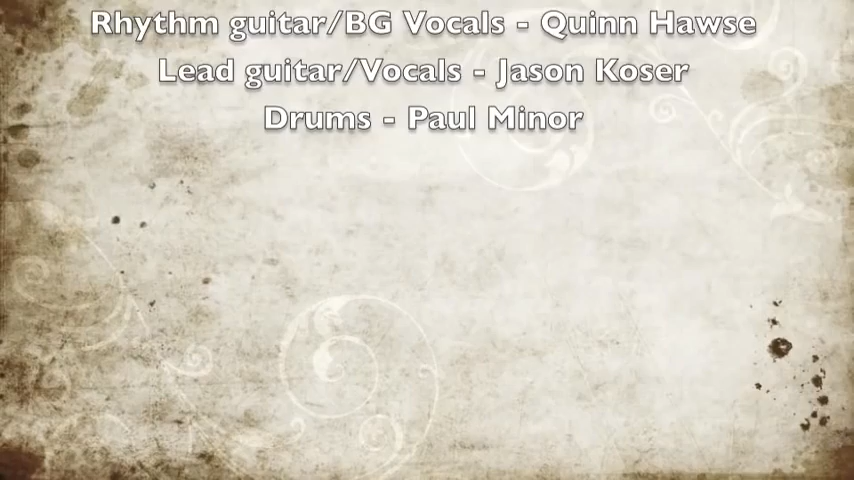 Rhythm guitar/BG Vocals - Quinn Hawse
Lead guitar/Vocals - Jason Koser
Drums - Paul Minor